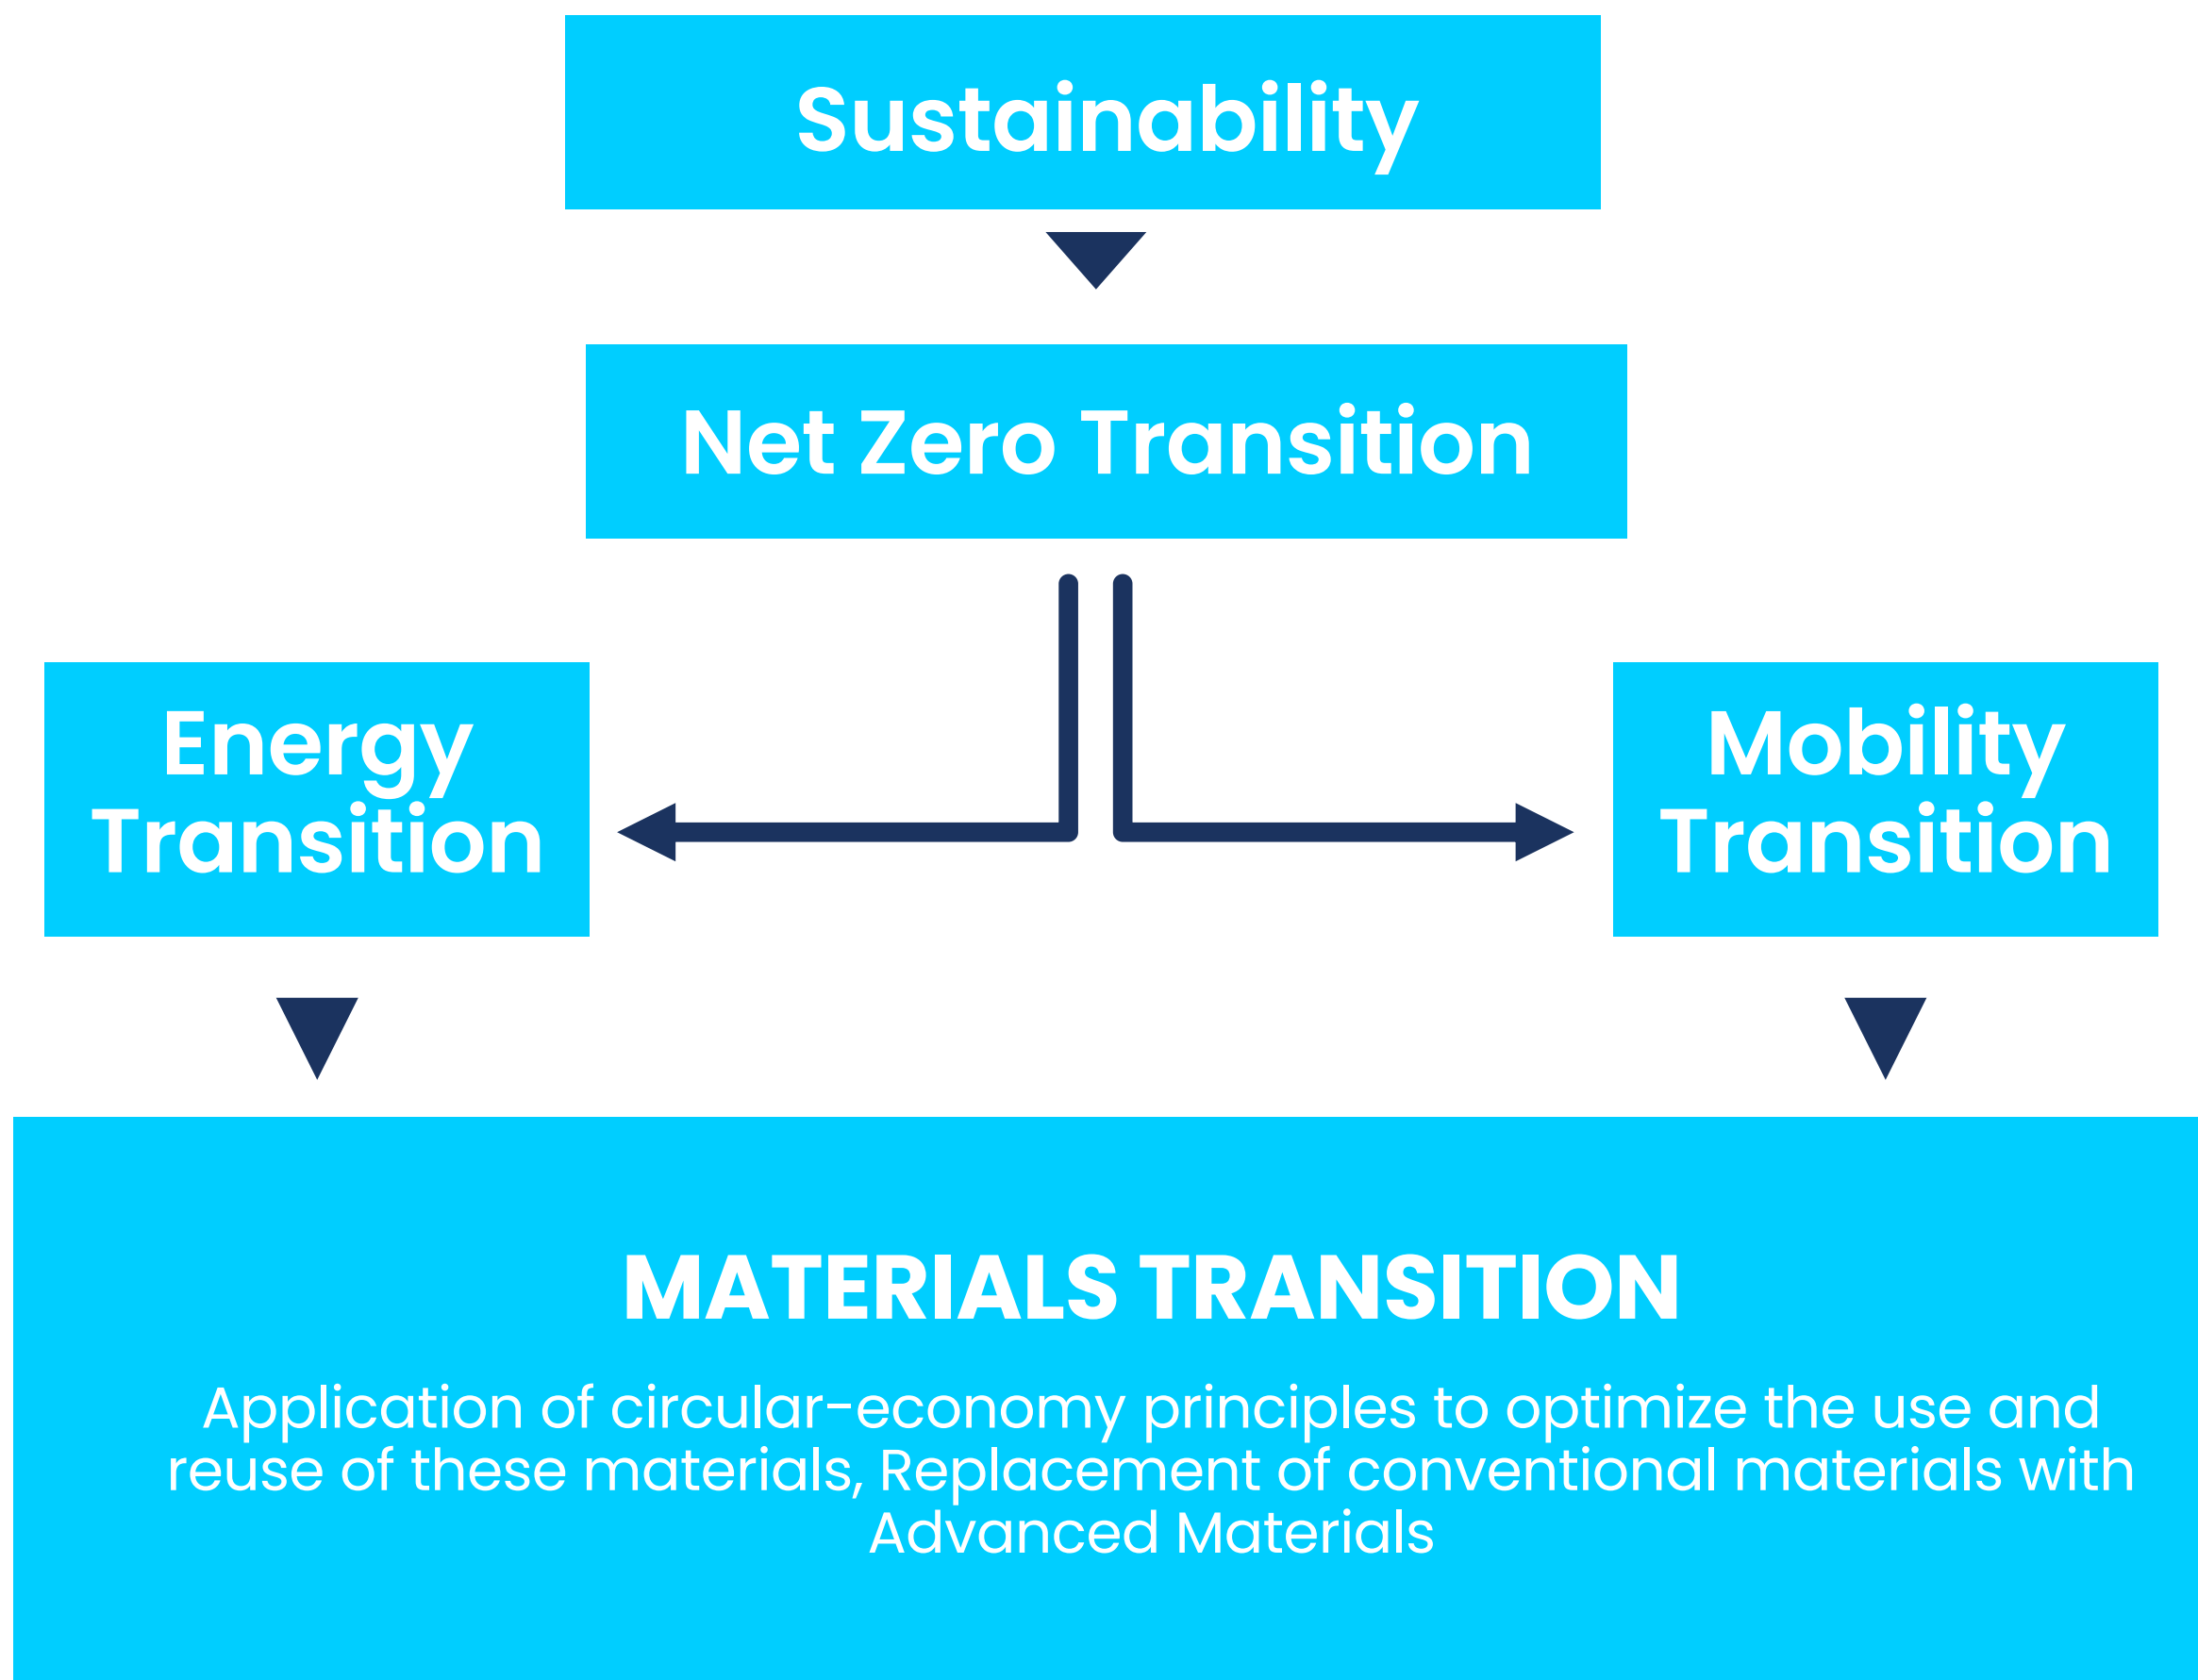 Sustainability
Net Zero Transition
Energy
Transition
Mobility
Transition
MATERIALS TRANSITION
Application of circular-economy principles to optimize the use and
reuse of these materials, Replacement of conventional materials with
Advanced Materials